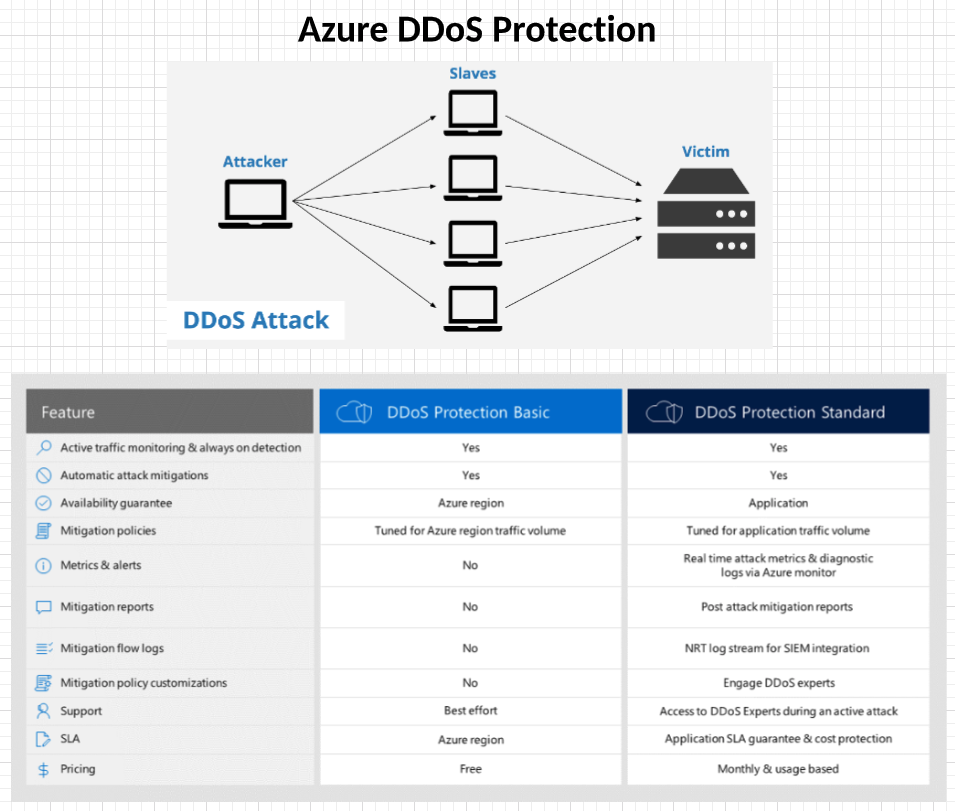 Azure DDoS Protection
Slaves
Attacker
Victim
DDoS Attack
Feature
DDoS Protection Basic
DDoS Protection Standard
Active traffic monitoring & always on detection
Yes
Yes
Automatic attack mitigations
Yes
Yes
Availability guarantee
Azure region
Application
Mitigation policies
Tuned for Azure region traffic volume
Tuned for application traffic volume
Metrics & alerts
No
Real time attack metrics & diagnostic
logs via Azure monitor
Mitigation reports
No
Post attack mitigation reports
Mitigation flow logs
No
NRT log stream for SIEM integration
Mitigation policy customizations
No
Engage DDoS experts
Support
Best effort
Access to DDoS Experts during an active attack
SLA
Azure region
Application SLA guarantee & cost protection
Pricing
Free
Monthly & usage based